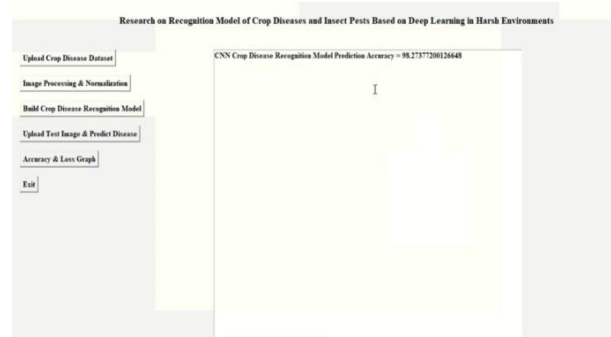 Research on Recognition Model of Crop Diseases and Insect Pests Based on Deep Learning in Harsh Environments
Upload Crop Disease Dataset
CNN Crop Disease Recognition Model Prediction Accuracy = 98.27377200126648
Image Processing & Normalization
Build Crop Disease Recognition Model
Upload Test Image & Predict Disease
Accuracy & Loss Graph
Exit